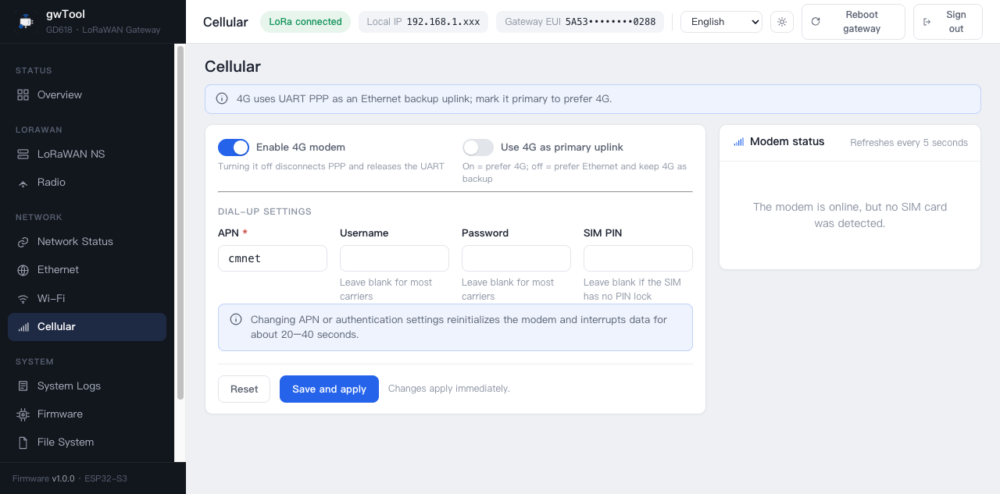 gwTool
GD618 · LoRaWAN Gateway
Cellular
LoRa connected
Local IP 192.168.1.xxx
Gateway EUI 5A53••••••••0288
English
Reboot gateway
Sign out
STATUS
Overview
LORAWAN
LoRaWAN NS
Radio
NETWORK
Network Status
Ethernet
Wi-Fi
Cellular
SYSTEM
System Logs
Firmware
File System
Firmware v1.0.0 · ESP32-S3
Cellular
4G uses UART PPP as an Ethernet backup uplink; mark it primary to prefer 4G.
Enable 4G modem
Turning it off disconnects PPP and releases the UART
Use 4G as primary uplink
On = prefer 4G; off = prefer Ethernet and keep 4G as
backup
DIAL-UP SETTINGS
APN *
cmnet
Username
Leave blank for most
carriers
Password
Leave blank for most
carriers
SIM PIN
Leave blank if the SIM
has no PIN lock
Changing APN or authentication settings reinitializes the modem and interrupts data for
about 20–40 seconds.
Reset
Save and apply
Changes apply immediately.
Modem status
Refreshes every 5 seconds
The modem is online, but no SIM card
was detected.